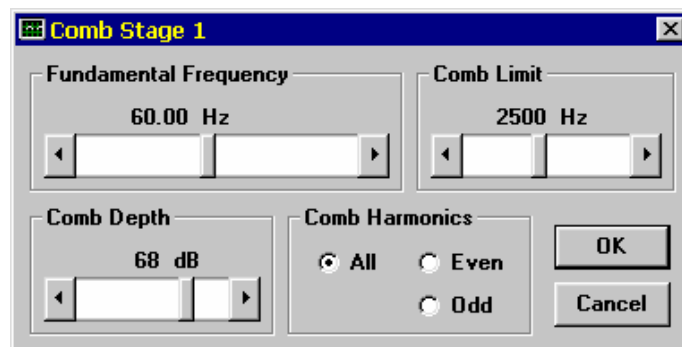 Comb Stage 1
Fundamental Frequency
60.00 Hz
Comb Limit
2500 Hz
Comb Depth
68 dB
Comb Harmonics
All
Even
Odd
OK
Cancel